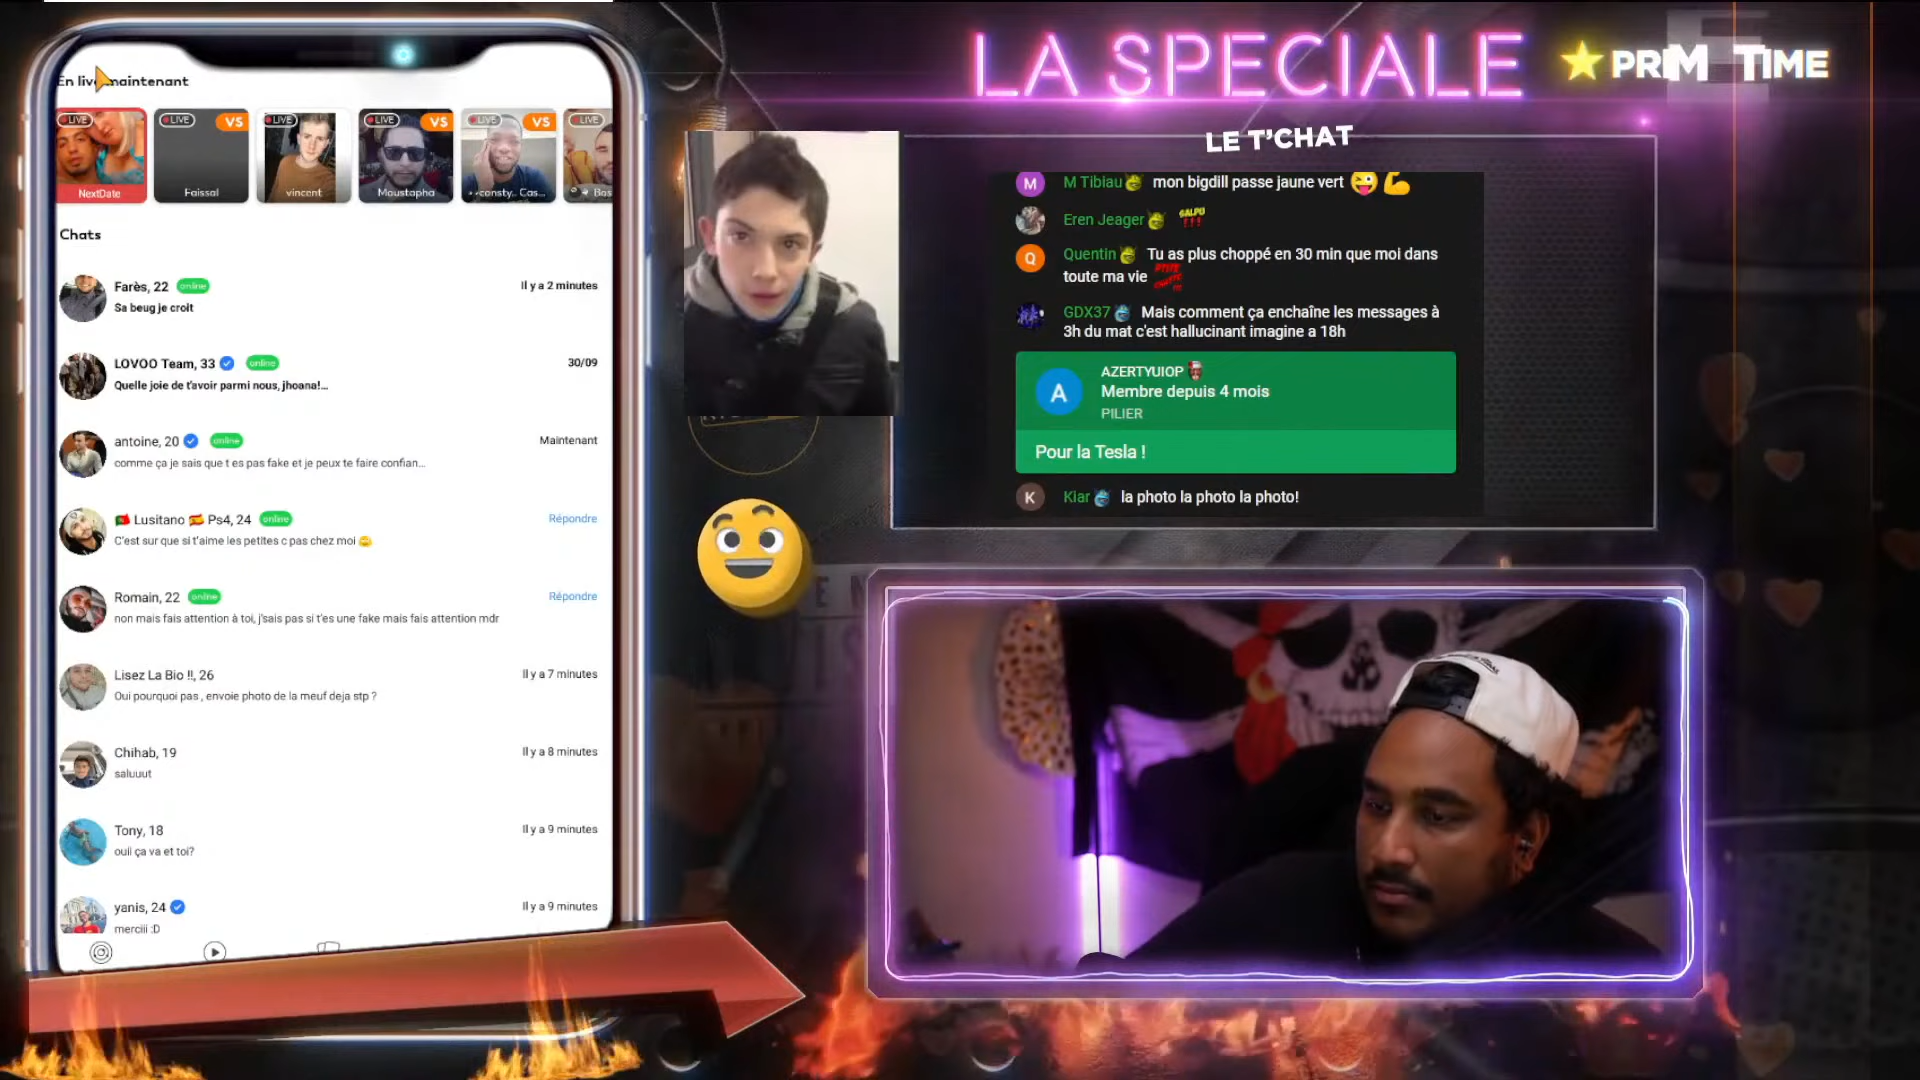 En live maintenant
LIVE
NextDate
LIVE VS
Faissal
LIVE
vincent
LIVE VS
Moustapha
LIVE VS
consty.. Cas...
LIVE
Bas
Chats
Farès, 22 online Il y a 2 minutes
Sa beug je croit
LOVOO Team, 33 online 30/09
Quelle joie de t'avoir parmi nous, jhoana!...
antoine, 20 online Maintenant
comme ça je sais que t es pas fake et je peux te faire confian...
🇵🇹 Lusitano 🇪🇸 Ps4, 24 online Répondre
C'est sur que si t'aime les petites c pas chez moi
Romain, 22 online Répondre
non mais fais attention à toi, j'sais pas si t'es une fake mais fais attention mdr
Lisez La Bio !!, 26 Il y a 7 minutes
Oui pourquoi pas , envoie photo de la meuf deja stp ?
Chihab, 19 Il y a 8 minutes
saluuut
Tony, 18 Il y a 9 minutes
ouii ça va et toi?
yanis, 24 Il y a 9 minutes
merciii :D
LA SPECIALE
PRIM TIME
LE T'CHAT
M M Tibiau mon bigdill passe jaune vert 😜 💪
Eren Jeager GALPU !!!
Q Quentin Tu as plus choppé en 30 min que moi dans
toute ma vie
GDX37 Mais comment ça enchaîne les messages à
3h du mat c'est hallucinant imagine a 18h
AZERTYUIOP
A Membre depuis 4 mois
PILIER
Pour la Tesla !
K Kiar la photo la photo la photo!